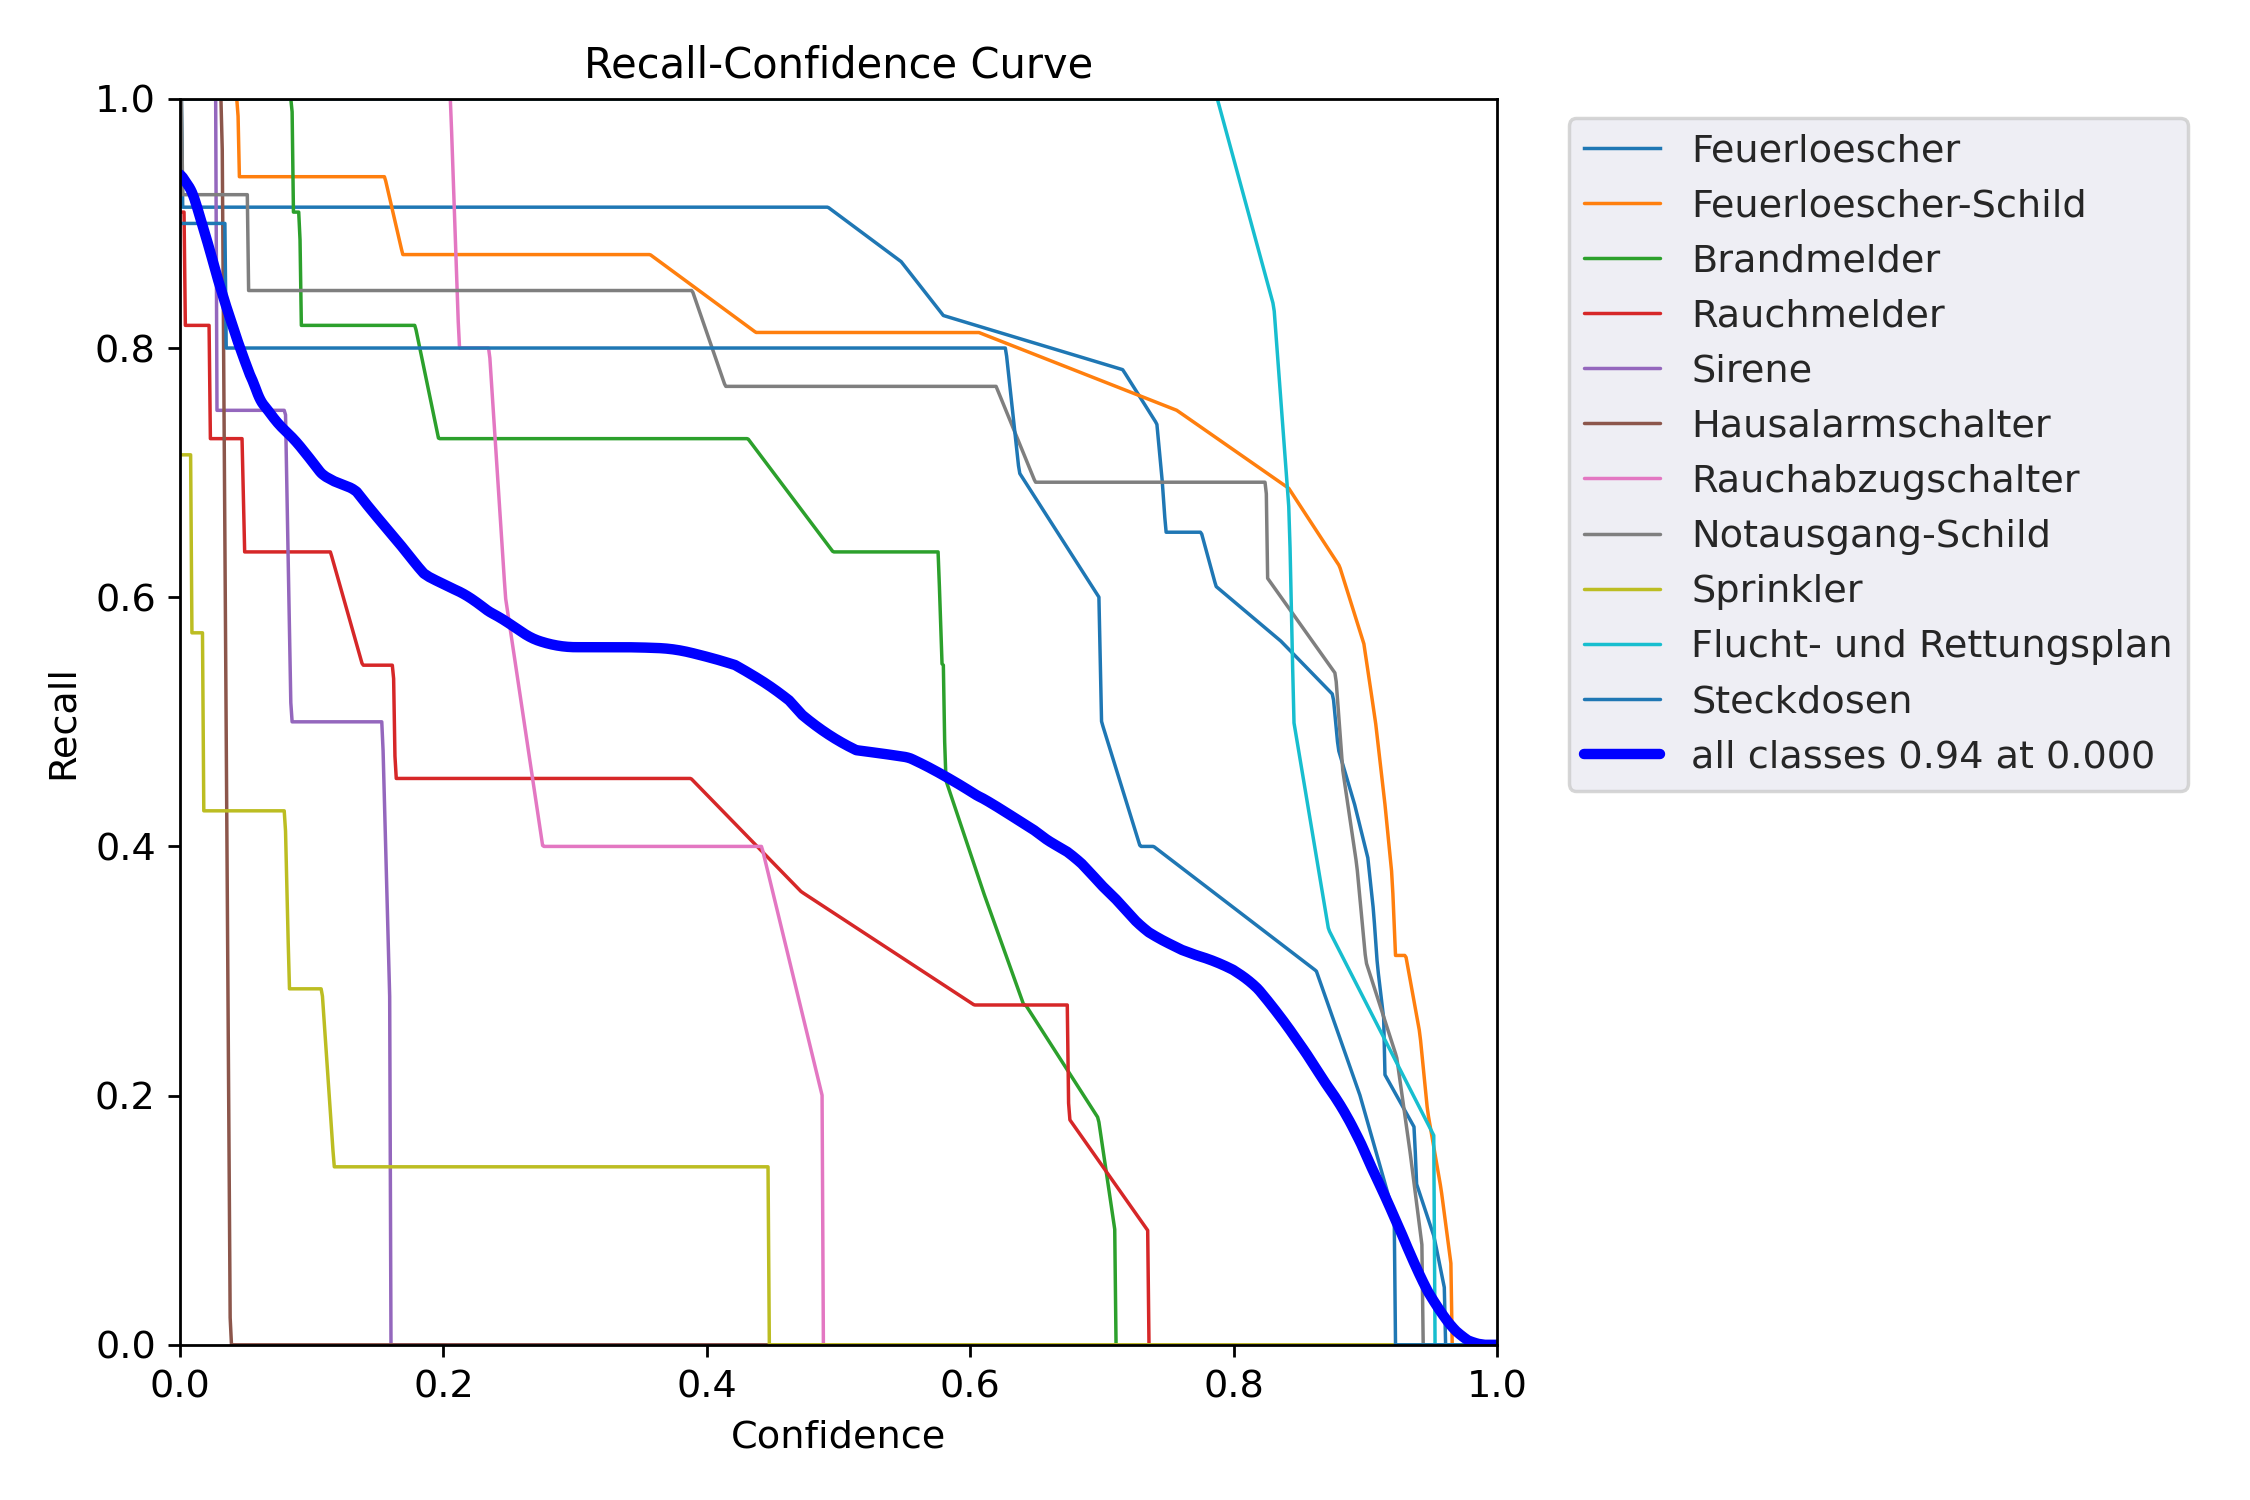 Recall-Confidence Curve
1.0
0.8
0.6
0.4
0.2
0.0
Recall
0.0 0.2 0.4 0.6 0.8 1.0
Confidence
Feuerloescher
Feuerloescher-Schild
Brandmelder
Rauchmelder
Sirene
Hausalarmschalter
Rauchabzugschalter
Notausgang-Schild
Sprinkler
Flucht- und Rettungsplan
Steckdosen
all classes 0.94 at 0.000